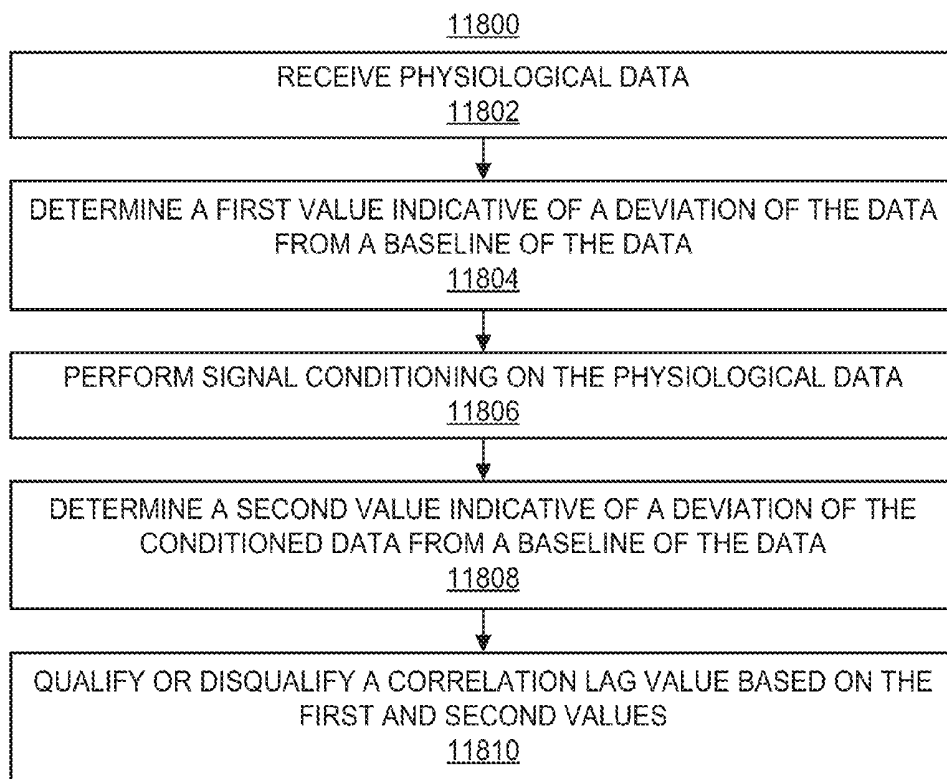 11800
RECEIVE PHYSIOLOGICAL DATA
11802
DETERMINE A FIRST VALUE INDICATIVE OF A DEVIATION OF THE DATA
FROM A BASELINE OF THE DATA
11804
PERFORM SIGNAL CONDITIONING ON THE PHYSIOLOGICAL DATA
11806
DETERMINE A SECOND VALUE INDICATIVE OF A DEVIATION OF THE
CONDITIONED DATA FROM A BASELINE OF THE DATA
11808
QUALIFY OR DISQUALIFY A CORRELATION LAG VALUE BASED ON THE
FIRST AND SECOND VALUES
11810